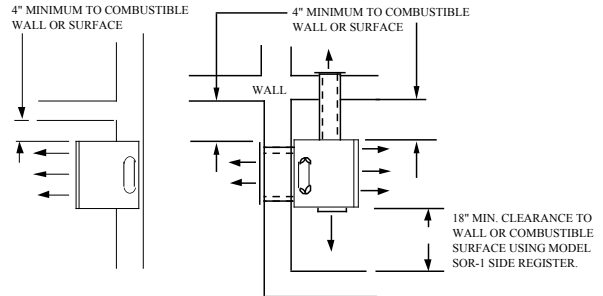 4" MINIMUM TO COMBUSTIBLE
WALL OR SURFACE
4" MINIMUM TO COMBUSTIBLE
WALL OR SURFACE
WALL
18" MIN. CLEARANCE TO
WALL OR COMBUSTIBLE
SURFACE USING MODEL
SOR-1 SIDE REGISTER.